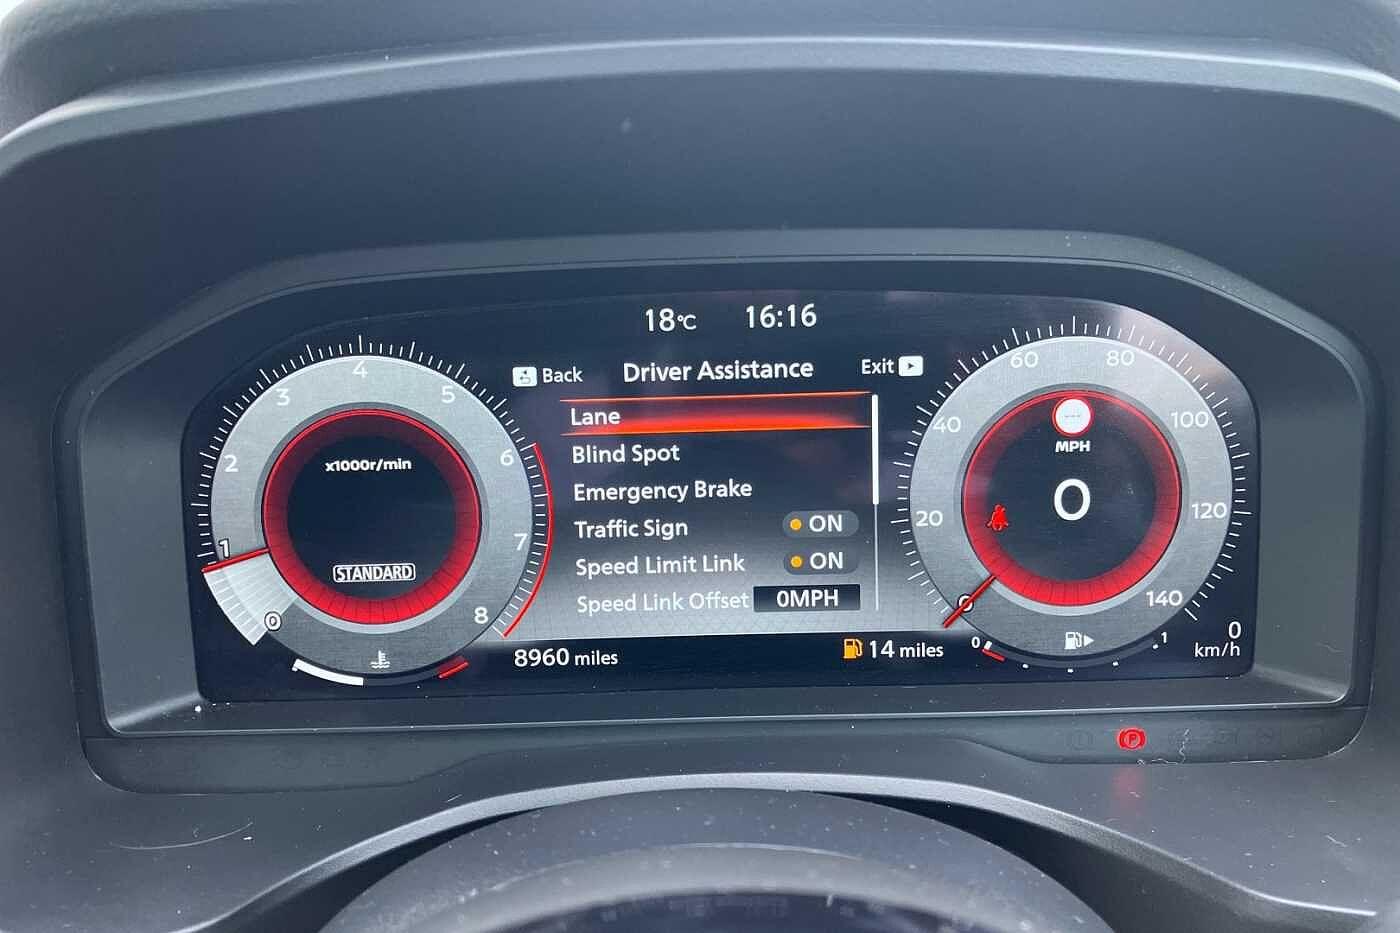 18°C 16:16
Back Driver Assistance Exit
Lane
Blind Spot
Emergency Brake
Traffic Sign ON
Speed Limit Link ON
Speed Link Offset 0MPH
8960 miles 14 miles
0 1 2 3 4 5 6 7 8
x1000r/min
STANDARD
0 20 40 60 80 100 120 140
---
MPH
0
0 1
0
km/h
P